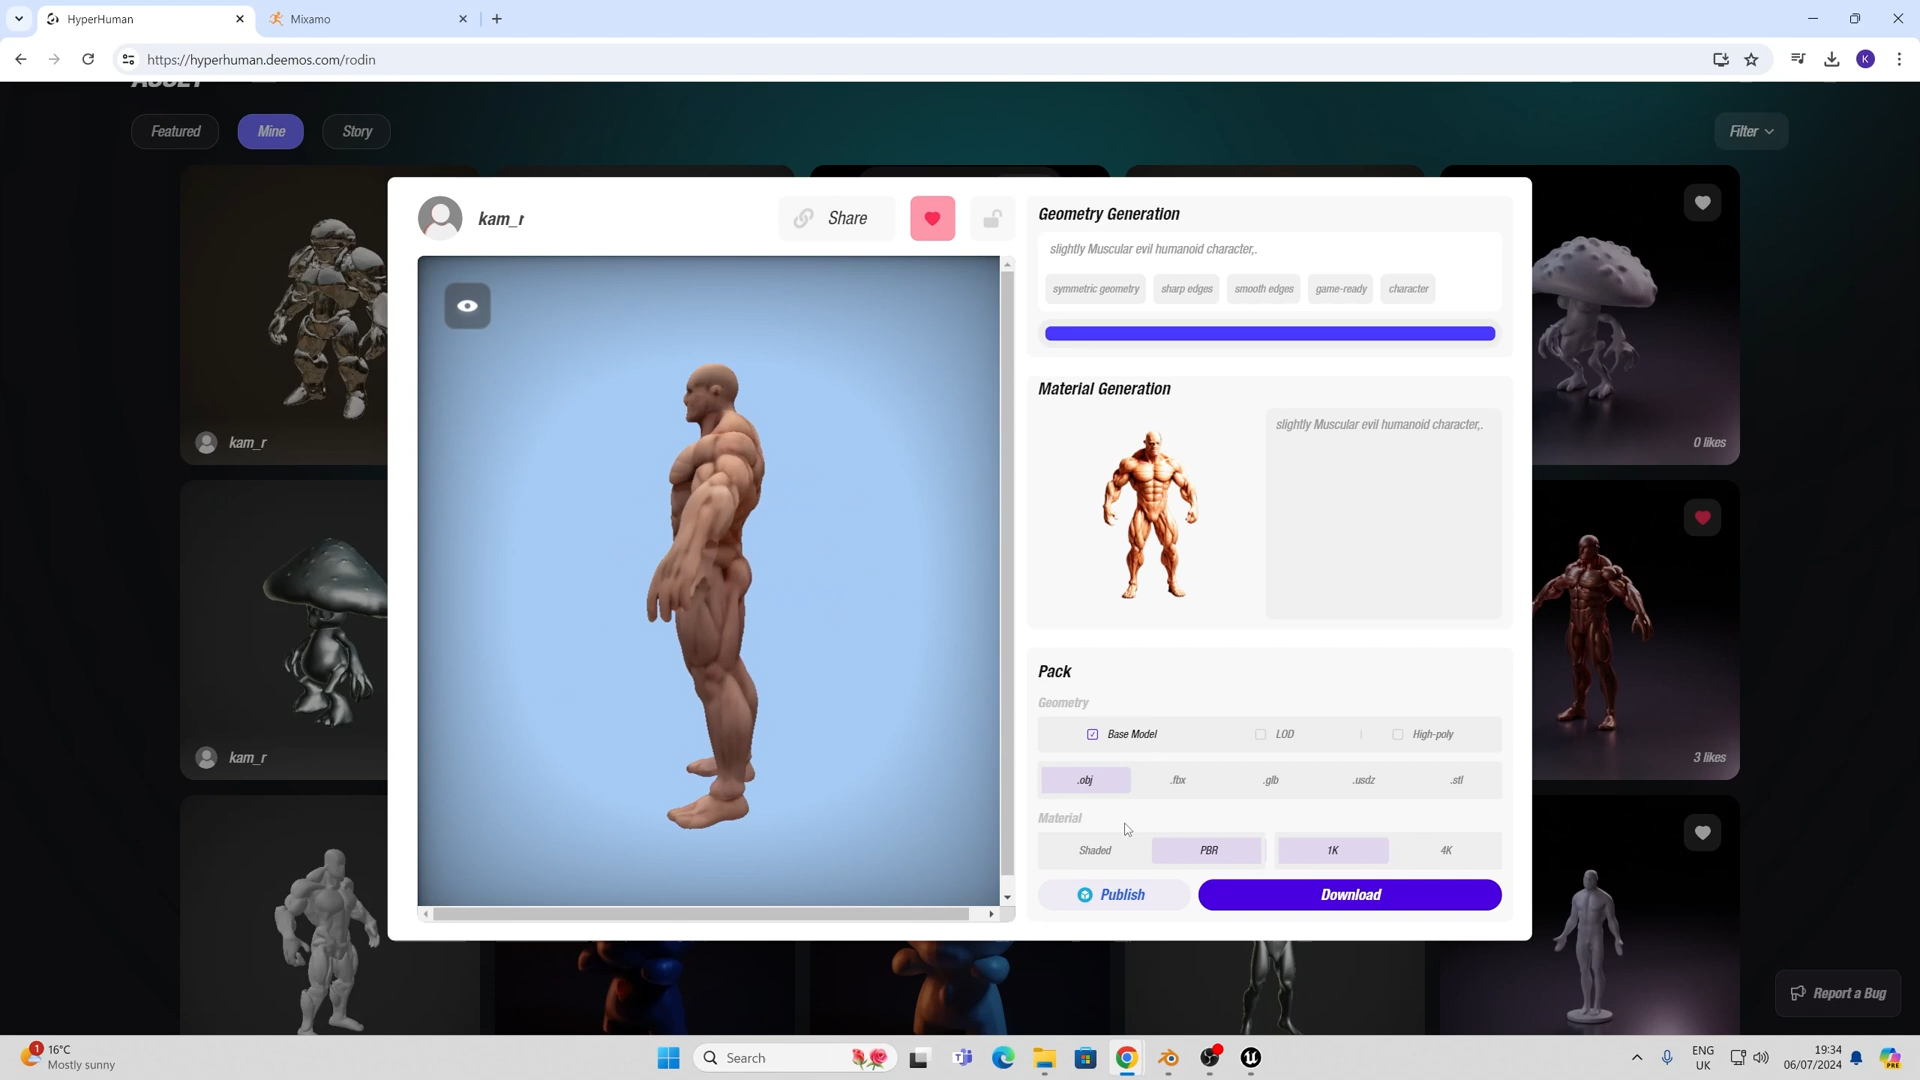 HyperHuman
Mixamo
https://hyperhuman.deemos.com/rodin
K
Featured
Mine
Story
Filter
kam_r
Share
Geometry Generation
slightly Muscular evil humanoid character,.
symmetric geometry
sharp edges
smooth edges
game-ready
character
Material Generation
slightly Muscular evil humanoid character,.
kam_r
0 likes
Pack
Geometry
Base Model
LOD
High-poly
kam_r
3 likes
.obj
.fbx
.glb
.usdz
.stl
Material
Shaded
PBR
1K
4K
Publish
Download
Report a Bug
1
16°C
Mostly sunny
Search
ENG
UK
19:34
06/07/2024
PRE